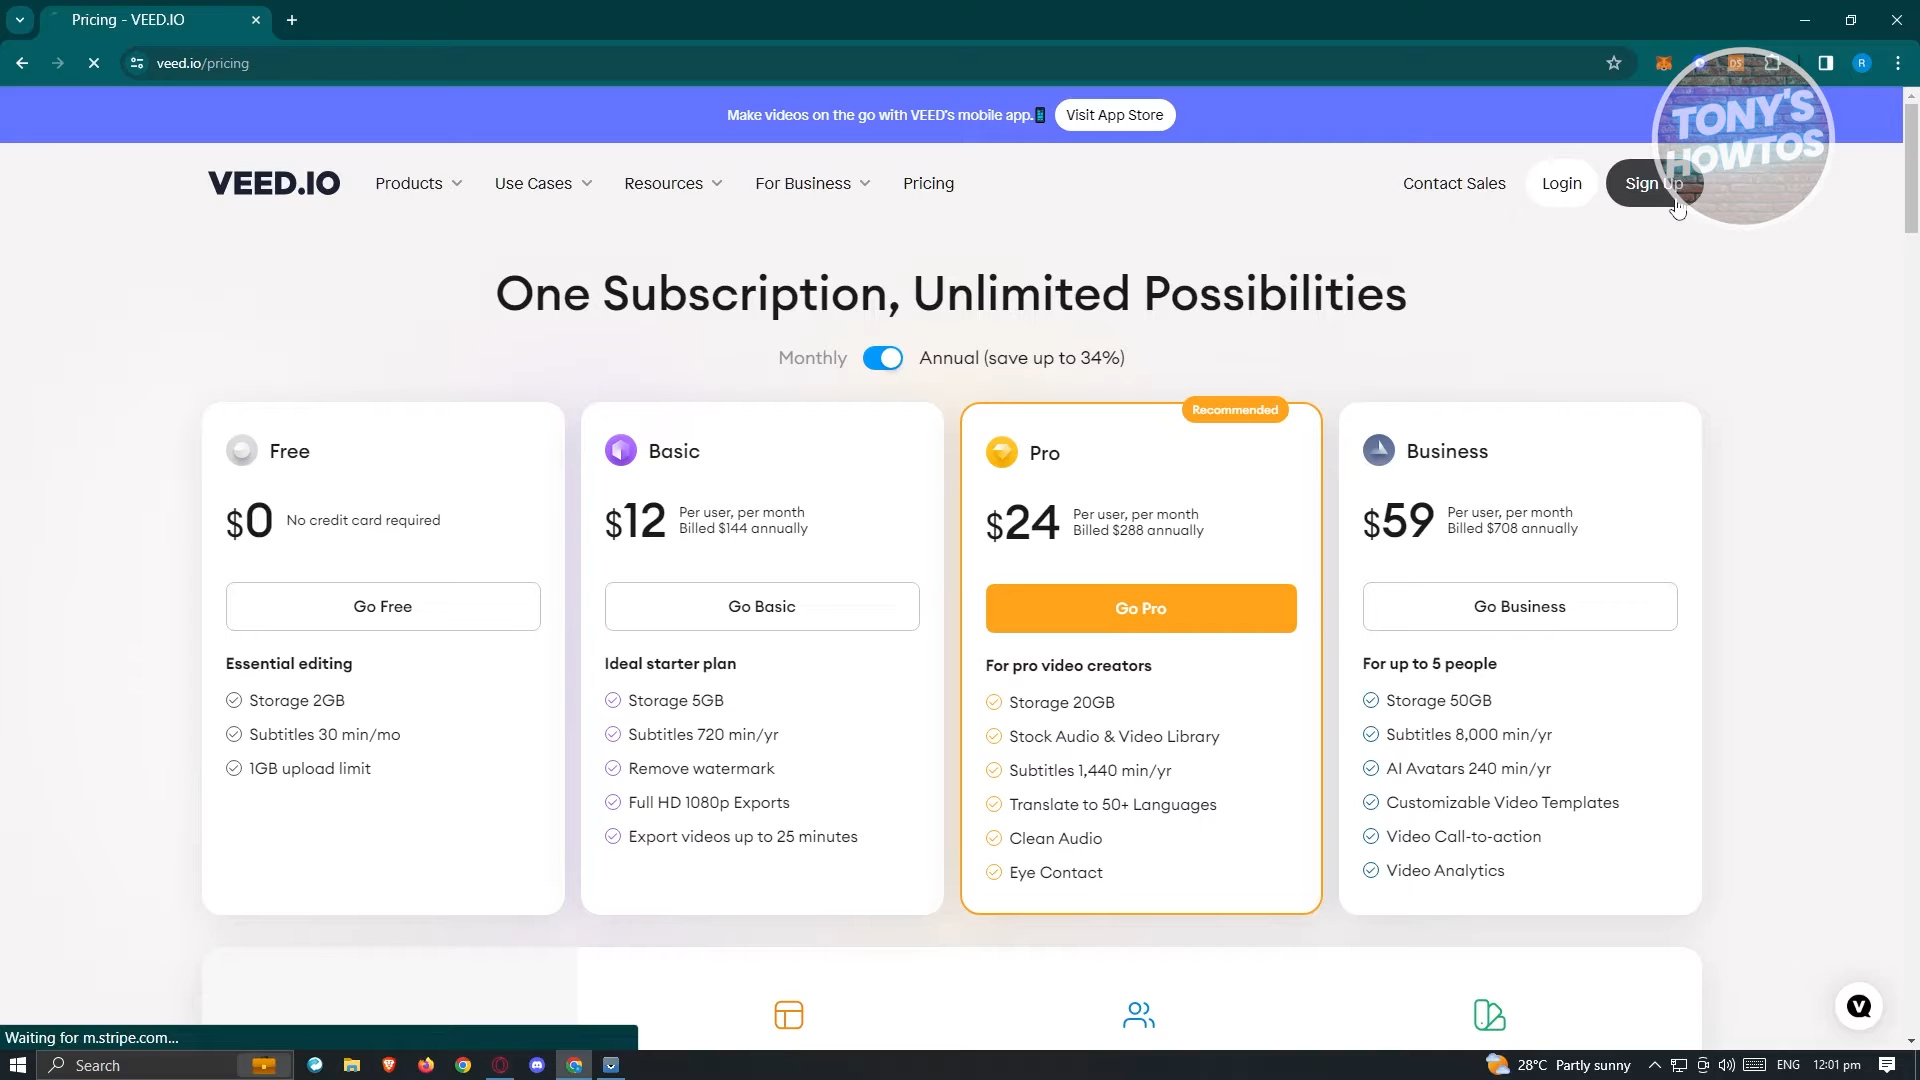 Pricing - VEED.IO
veed.io/pricing
DS
R
Make videos on the go with VEED's mobile app. Visit App Store
TONY'S
HOWTOS
VEED.IO Products Use Cases Resources For Business Pricing Contact Sales Login Sign Up
One Subscription, Unlimited Possibilities
Monthly Annual (save up to 34%)
Free
$0 No credit card required
Go Free
Essential editing
Storage 2GB
Subtitles 30 min/mo
1GB upload limit
Basic
$12 Per user, per month
Billed $144 annually
Go Basic
Ideal starter plan
Storage 5GB
Subtitles 720 min/yr
Remove watermark
Full HD 1080p Exports
Export videos up to 25 minutes
Recommended
Pro
$24 Per user, per month
Billed $288 annually
Go Pro
For pro video creators
Storage 20GB
Stock Audio & Video Library
Subtitles 1,440 min/yr
Translate to 50+ Languages
Clean Audio
Eye Contact
Business
$59 Per user, per month
Billed $708 annually
Go Business
For up to 5 people
Storage 50GB
Subtitles 8,000 min/yr
AI Avatars 240 min/yr
Customizable Video Templates
Video Call-to-action
Video Analytics
V
Waiting for m.stripe.com...
Search 28°C Partly sunny ENG 12:01 pm